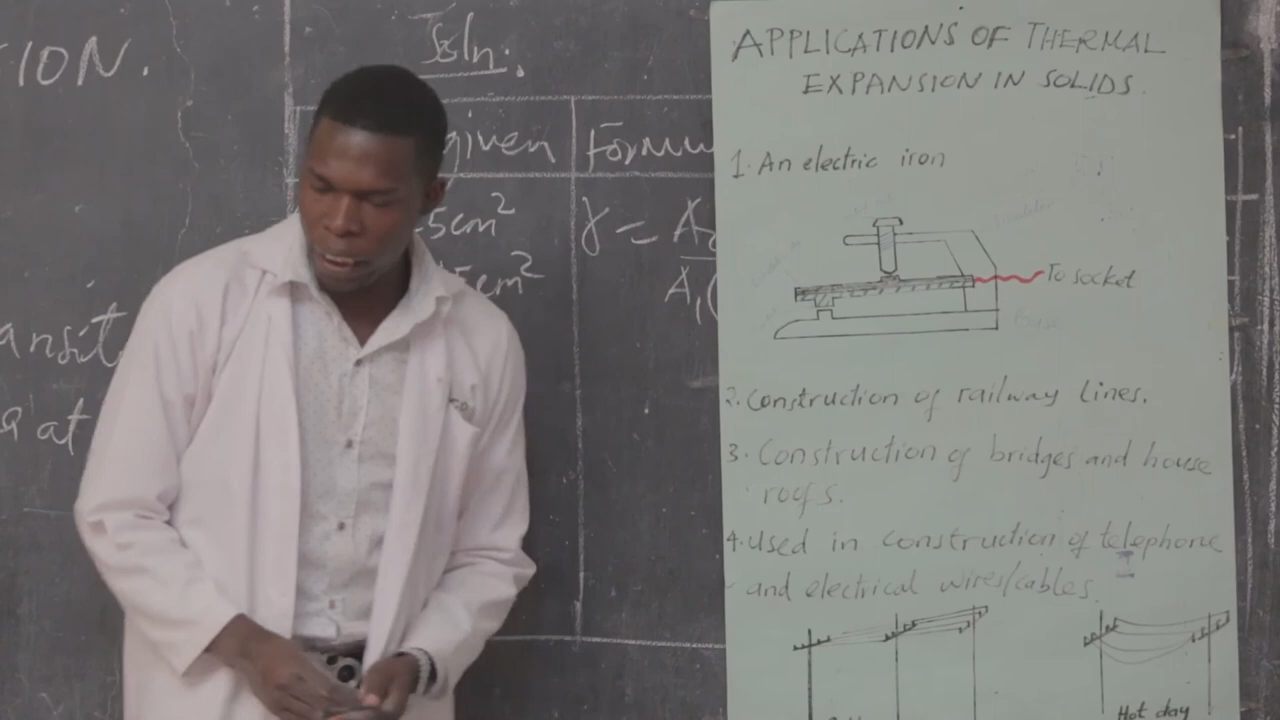 ION.
Soln:
given
Formu
5cm²
γ = A₂
5cm²
A₁(
ansit
a at
APPLICATIONS OF THERMAL
EXPANSION IN SOLIDS.
1. An electric iron
To socket
2. Construction of railway lines.
3. Construction of bridges and house
roofs.
4. Used in construction of telephone
and electrical wires/cables.
Hot day